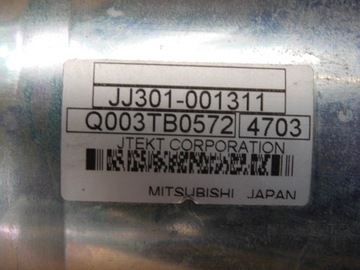 JJ301-001311
Q003TB0572 4703
JTEKT CORPORATION
MITSUBISHI JAPAN